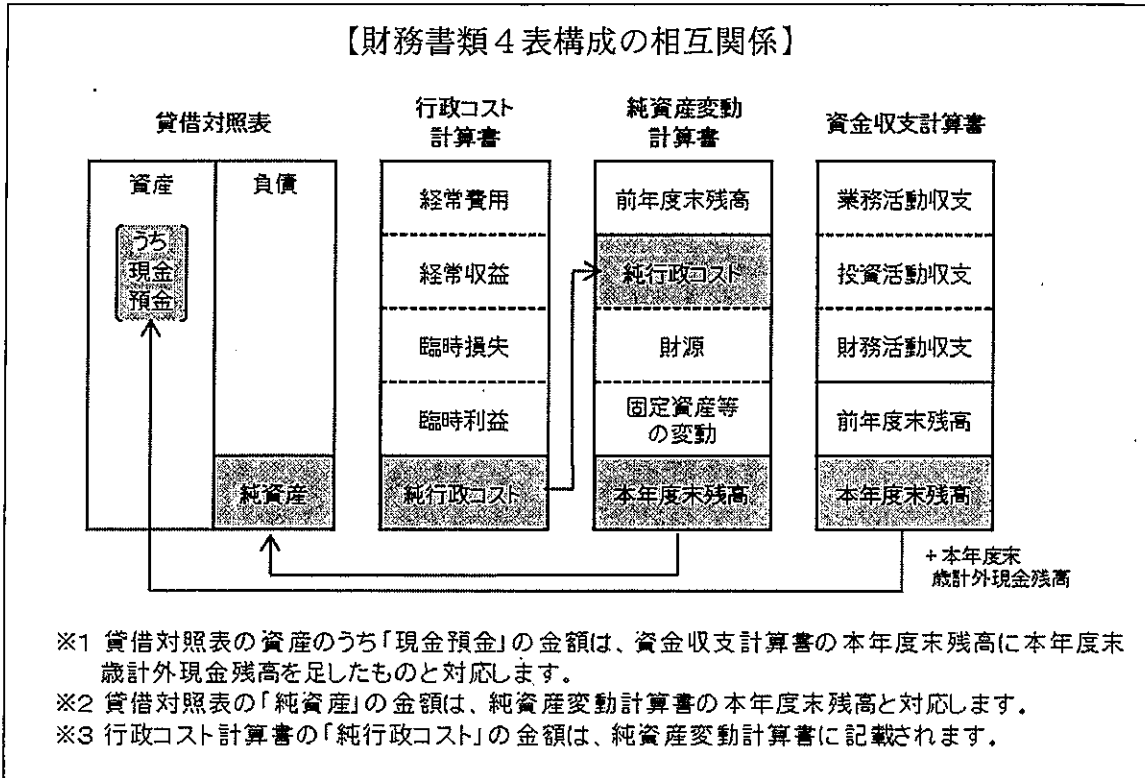 【財務書類４表構成の相互関係】
貸借対照表
資産
うち
現金
預金
負債
純資産
行政コスト
計算書
経常費用
経常収益
臨時損失
臨時利益
純行政コスト
純資産変動
計算書
前年度末残高
純行政コスト
財源
固定資産等
の変動
本年度末残高
資金収支計算書
業務活動収支
投資活動収支
財務活動収支
前年度末残高
本年度末残高
+本年度末
歳計外現金残高
※1 貸借対照表の資産のうち「現金預金」の金額は、資金収支計算書の本年度末残高に本年度末
歳計外現金残高を足したものと対応します。
※2 貸借対照表の「純資産」の金額は、純資産変動計算書の本年度末残高と対応します。
※3 行政コスト計算書の「純行政コスト」の金額は、純資産変動計算書に記載されます。